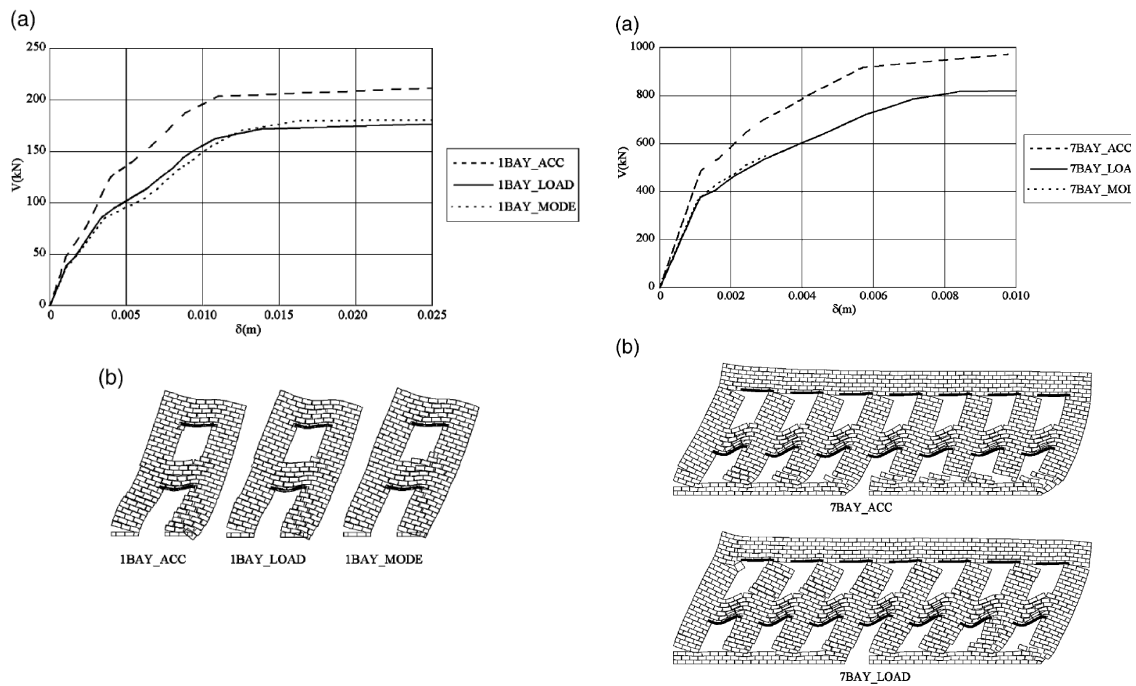 (a)
250
200
150
100
50
0
V(kN)
0
0.005
0.010
0.015
0.020
0.025
δ(m)
1BAY_ACC
1BAY_LOAD
1BAY_MODE
(b)
1BAY_ACC
1BAY_LOAD
1BAY_MODE
(a)
1000
800
600
400
200
0
V(kN)
0
0.002
0.004
0.006
0.008
0.010
δ(m)
7BAY_ACC
7BAY_LOA
7BAY_MO
(b)
7BAY_ACC
7BAY_LOAD